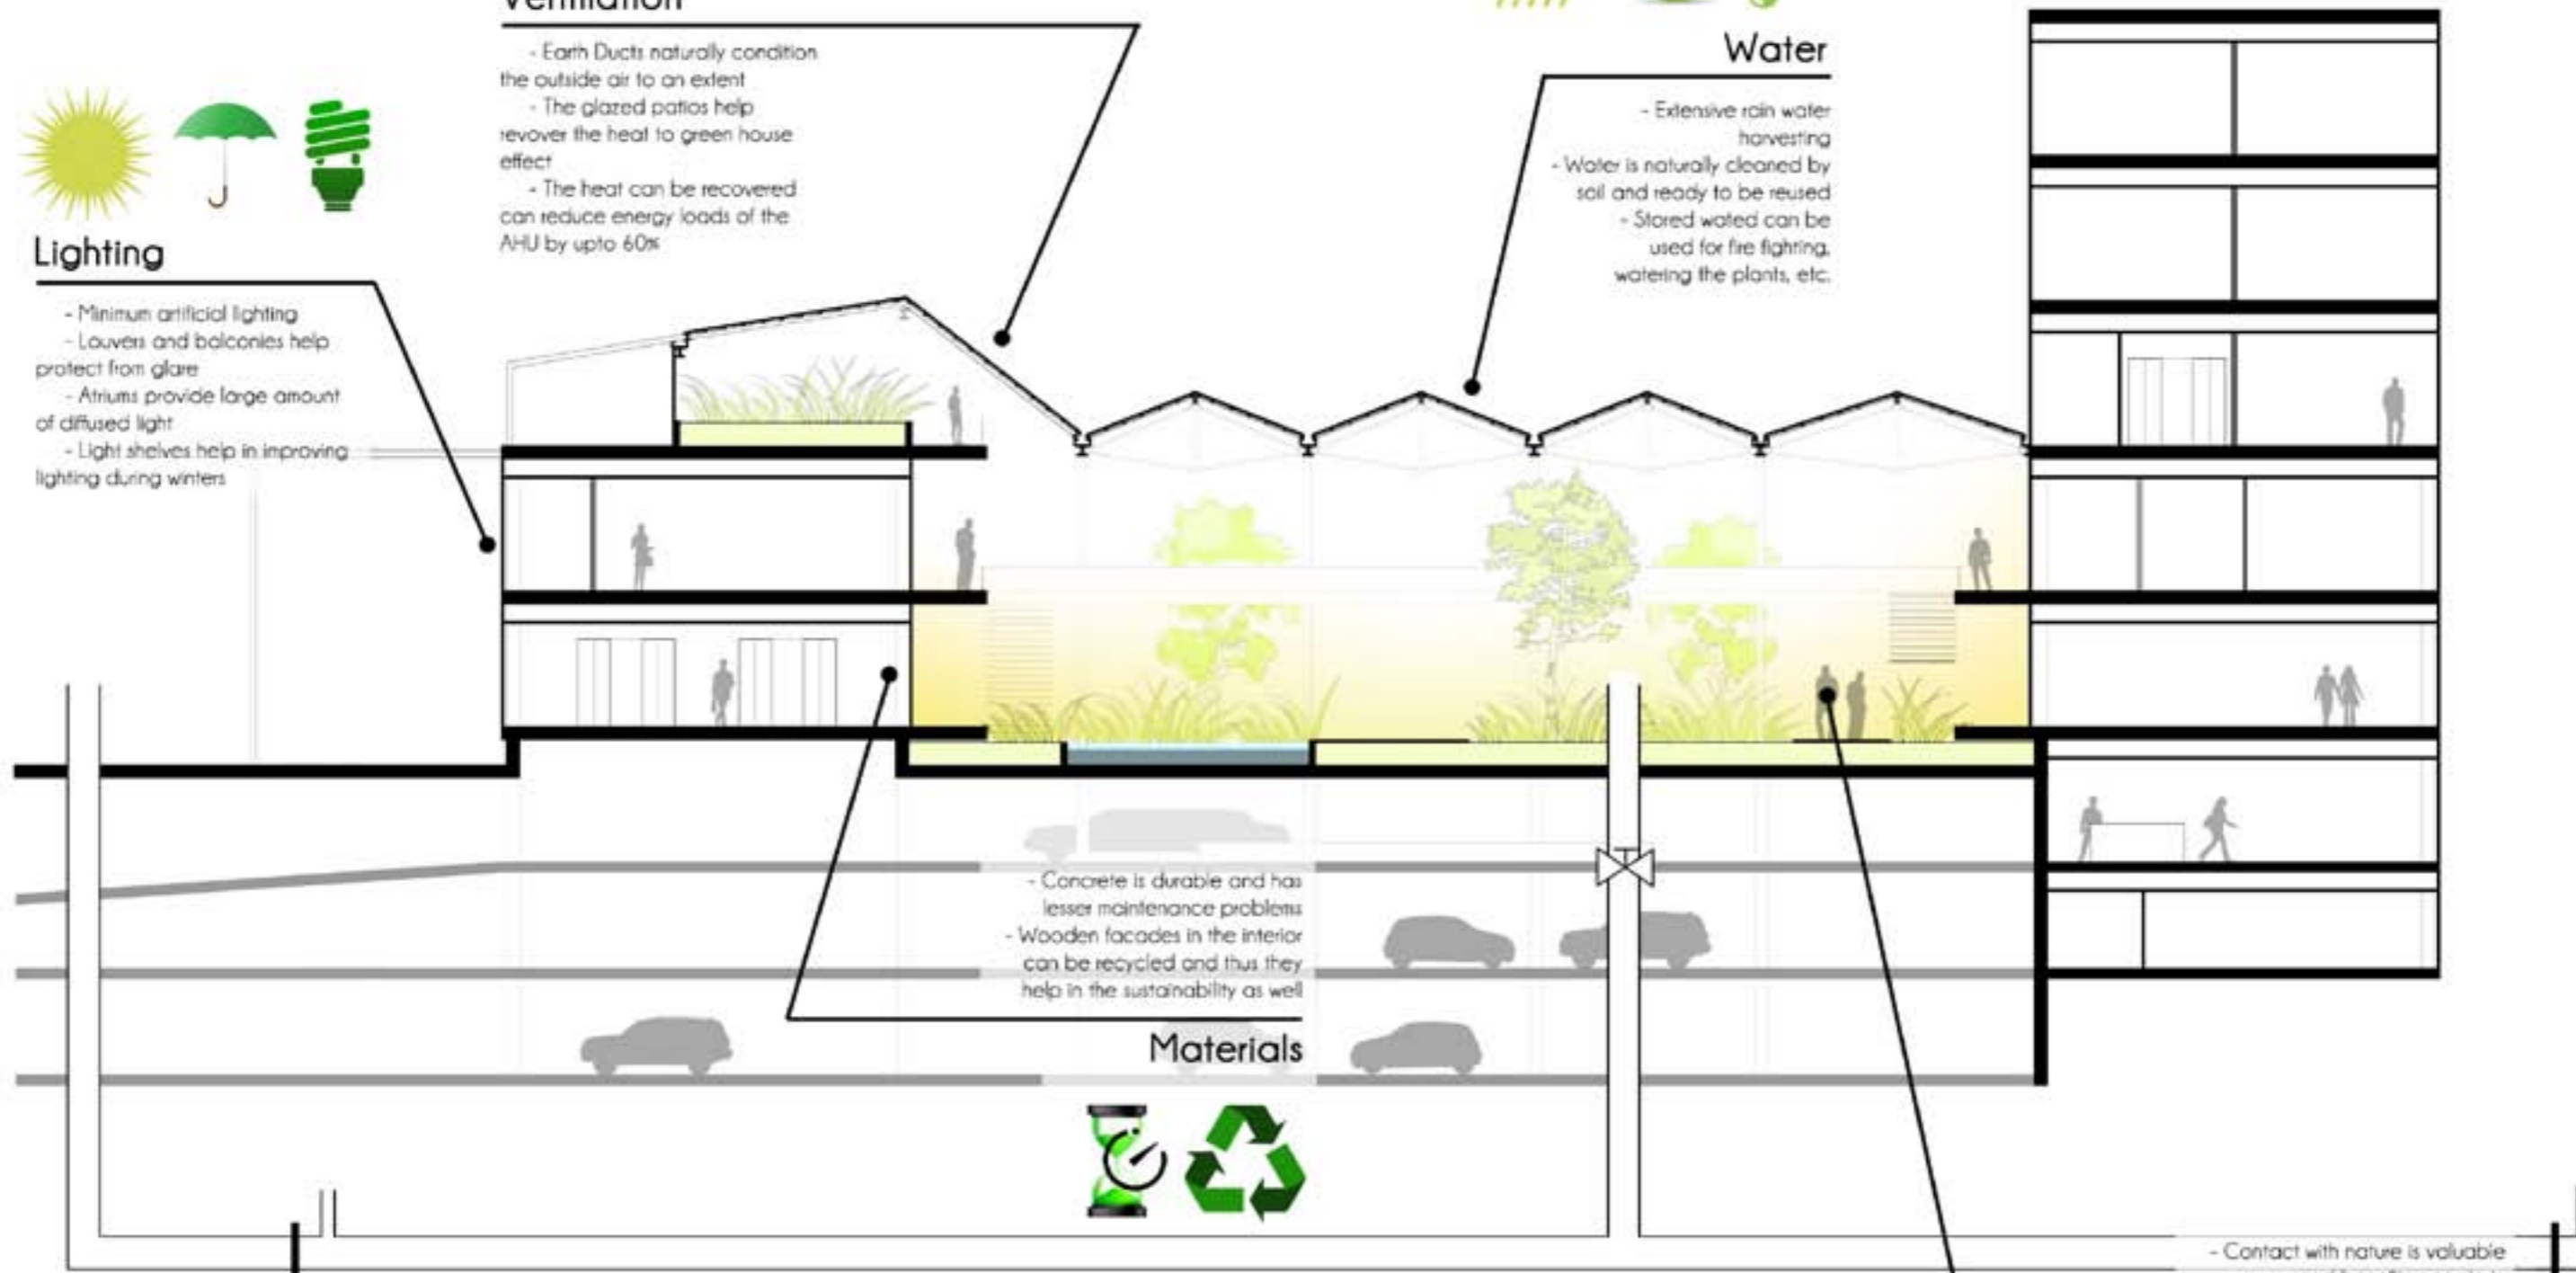 Ventilation
- Earth Ducts naturally condition
the outside air to an extent
- The glazed patios help
revover the heat to green house
effect
- The heat can be recovered
can reduce energy loads of the
AHU by upto 60%
Water
- Extensive rain water
harvesting
- Water is naturally cleaned by
soil and ready to be reused
- Stored wated can be
used for fire fighting,
watering the plants, etc.
Lighting
- Minimum artificial lighting
- Louvers and balconies help
protect from glare
- Atriums provide large amount
of diffused light
- Light shelves help in improving
lighting during winters
- Concrete is durable and has
lesser maintenance problems
- Wooden facades in the interior
can be recycled and thus they
help in the sustainability as well
Materials
- Contact with nature is valuable